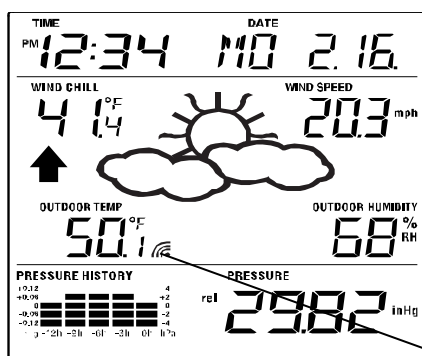 TIME DATE
PM 12:34 MO 2.16.
WIND CHILL WIND SPEED
41.4 °F 20.3 mph
OUTDOOR TEMP OUTDOOR HUMIDITY
50.1 °F 68 % RH
PRESSURE HISTORY PRESSURE
+0.12 4
+0.06 +2
0 0
-0.06 -2
-0.12 -4
-12h -9h -6h -3h 0h hPa
rel 29.82 inHg